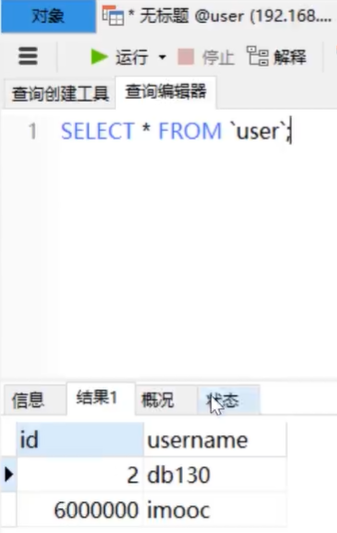 对象 * 无标题 @user (192.168....
运行 停止 解释
查询创建工具 查询编辑器
1 SELECT * FROM `user`;
信息 结果1 概况 状态
id username
2 db130
6000000 imooc